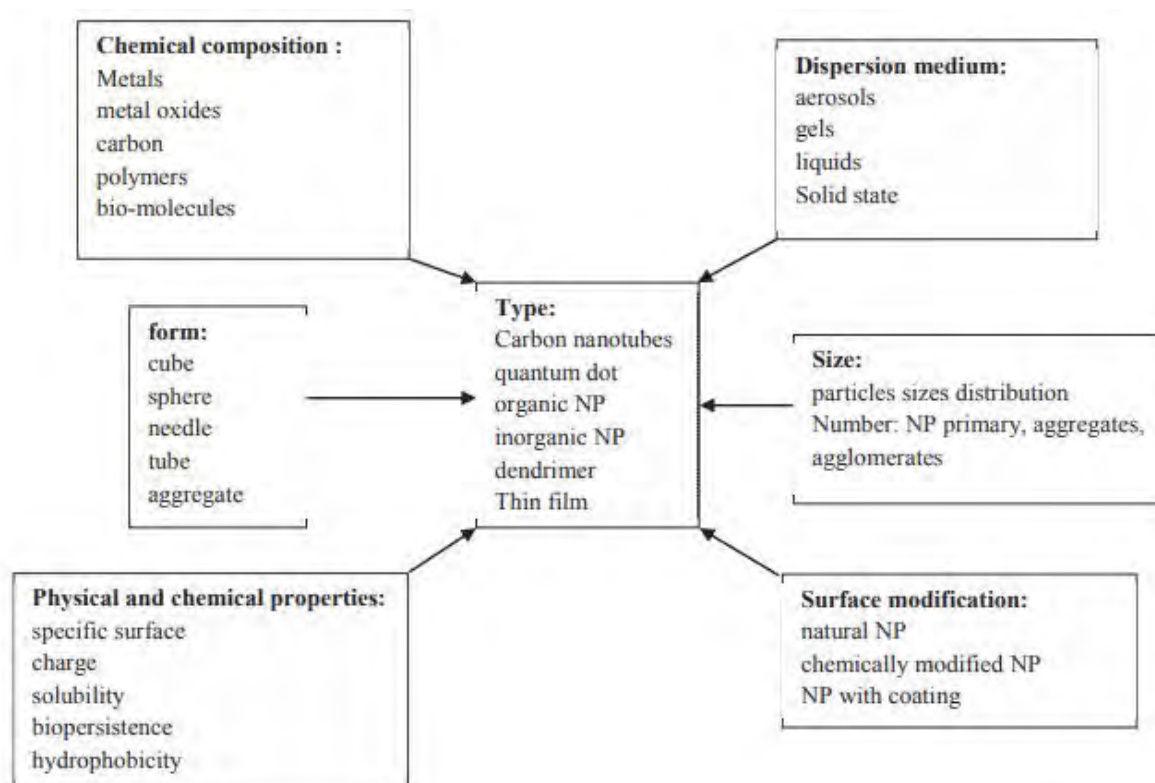 Chemical composition :
Metals
metal oxides
carbon
polymers
bio-molecules
Dispersion medium:
aerosols
gels
liquids
Solid state
form:
cube
sphere
needle
tube
aggregate
Type:
Carbon nanotubes
quantum dot
organic NP
inorganic NP
dendrimer
Thin film
Size:
particles sizes distribution
Number: NP primary, aggregates,
agglomerates
Physical and chemical properties:
specific surface
charge
solubility
biopersistence
hydrophobicity
Surface modification:
natural NP
chemically modified NP
NP with coating